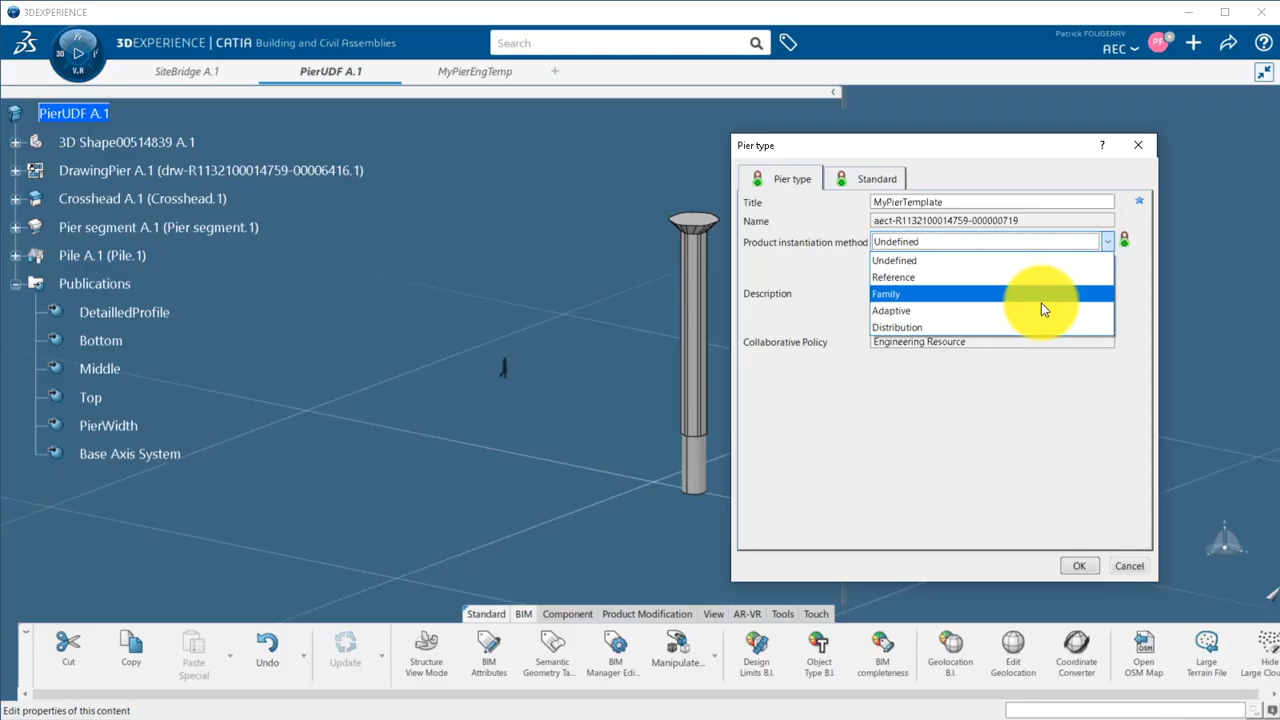 3DEXPERIENCE
3DEXPERIENCE | CATIA Building and Civil Assemblies
Search
Patrick FOUGERAY
AEC
PF
3D
V.R
SiteBridge A.1
PierUDF A.1
MyPierEngTemp
PierUDF A.1
3D Shape00514839 A.1
DrawingPier A.1 (drw-R1132100014759-00006416.1)
Crosshead A.1 (Crosshead.1)
Pier segment A.1 (Pier segment.1)
Pile A.1 (Pile.1)
Publications
DetailedProfile
Bottom
Middle
Top
PierWidth
Base Axis System
Pier type
?
Pier type
Standard
Title
MyPierTemplate
Name
aect-R1132100014759-000000719
Product instantiation method
Undefined
Undefined
Reference
Family
Adaptive
Distribution
Description
Collaborative Policy
Engineering Resource
OK
Cancel
Standard
BIM
Component
Product Modification
View
AR-VR
Tools
Touch
Cut
Copy
Paste Special
Undo
Update
Structure View Mode
BIM Attributes
Semantic Geometry Ta...
BIM Manager Edi...
Manipulate...
Design Limits B.I.
Object Type B.I.
BIM completeness
Geolocation B.I.
Edit Geolocation
Coordinate Converter
Open OSM Map
Large Terrain File
Hide Large Clou
OSM
Edit properties of this content